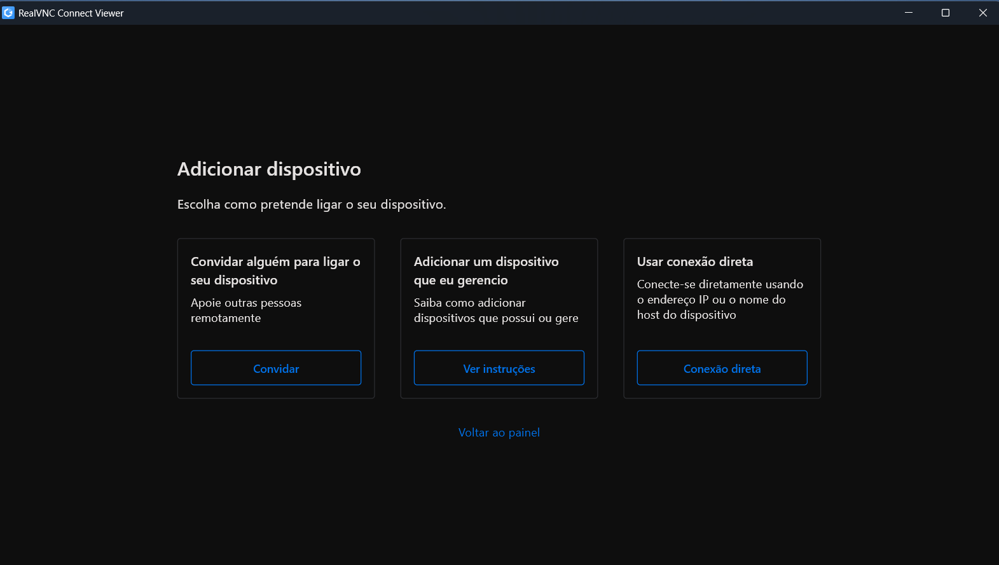 RealVNC Connect Viewer
Adicionar dispositivo
Escolha como pretende ligar o seu dispositivo.
Convidar alguém para ligar o
seu dispositivo
Apoie outras pessoas
remotamente
Convidar
Adicionar um dispositivo
que eu gerencio
Saiba como adicionar
dispositivos que possui ou gere
Ver instruções
Usar conexão direta
Conecte-se diretamente usando
o endereço IP ou o nome do
host do dispositivo
Conexão direta
Voltar ao painel